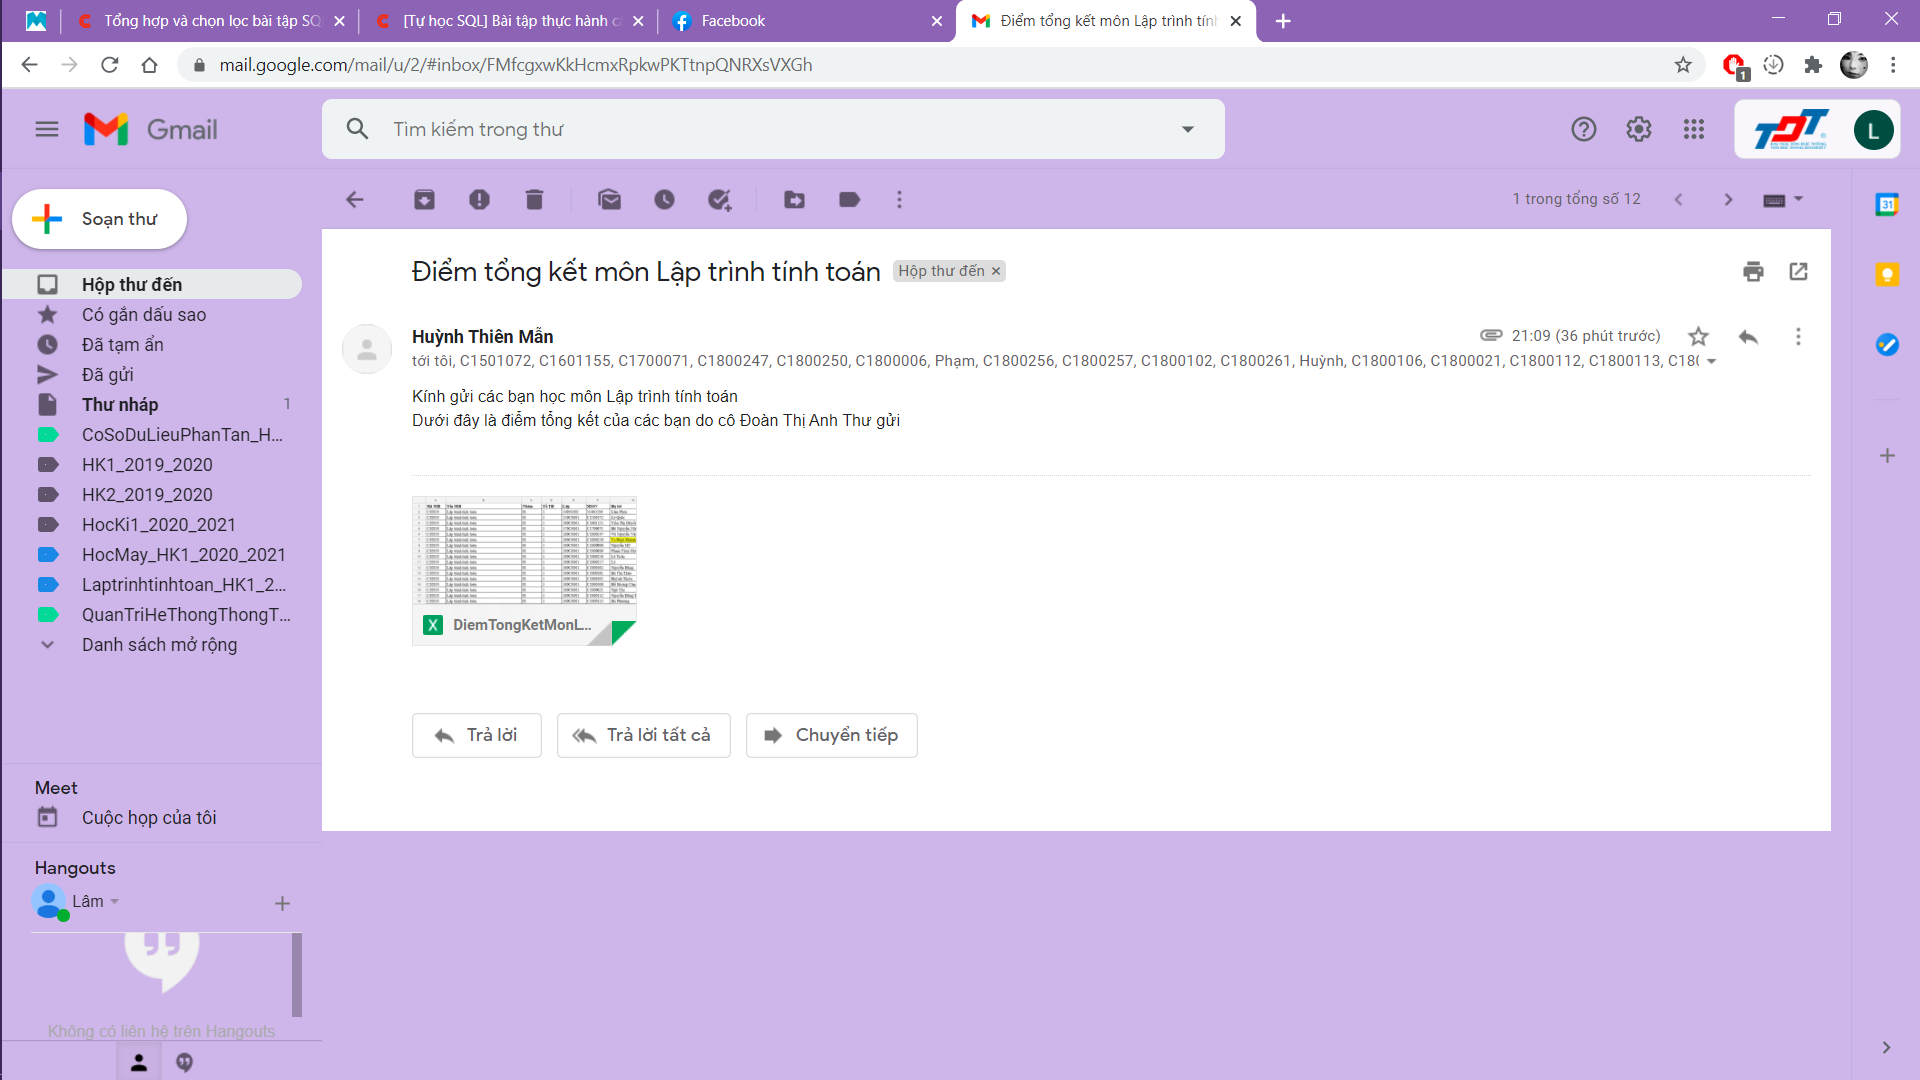 Tổng hợp và chọn lọc bài tập SQ
[Tự học SQL] Bài tập thực hành c
Facebook
Điểm tổng kết môn Lập trình tính
mail.google.com/mail/u/2/#inbox/FMfcgxwKkHcmxRpkwPKTtnpQNRXsVXGh
1
Gmail
Tìm kiếm trong thư
TDT
L
Soạn thư
1 trong tổng số 12
31
Hộp thư đến
Có gắn dấu sao
Đã tạm ẩn
Đã gửi
Thư nháp 1
CoSoDuLieuPhanTan_H...
HK1_2019_2020
HK2_2019_2020
HocKi1_2020_2021
HocMay_HK1_2020_2021
Laptrinhtinhtoan_HK1_2...
QuanTriHeThongThongT...
Danh sách mở rộng
Meet
Cuộc họp của tôi
Hangouts
Lâm
Không có liên hệ trên Hangouts
Điểm tổng kết môn Lập trình tính toán Hộp thư đến
Huỳnh Thiên Mẫn 21:09 (36 phút trước)
tới tôi, C1501072, C1601155, C1700071, C1800247, C1800250, C1800006, Phạm, C1800256, C1800257, C1800102, C1800261, Huỳnh, C1800106, C1800021, C1800112, C1800113, C180
Kính gửi các bạn học môn Lập trình tính toán
Dưới đây là điểm tổng kết của các bạn do cô Đoàn Thị Anh Thư gửi
X DiemTongKetMonL...
Trả lời
Trả lời tất cả
Chuyển tiếp